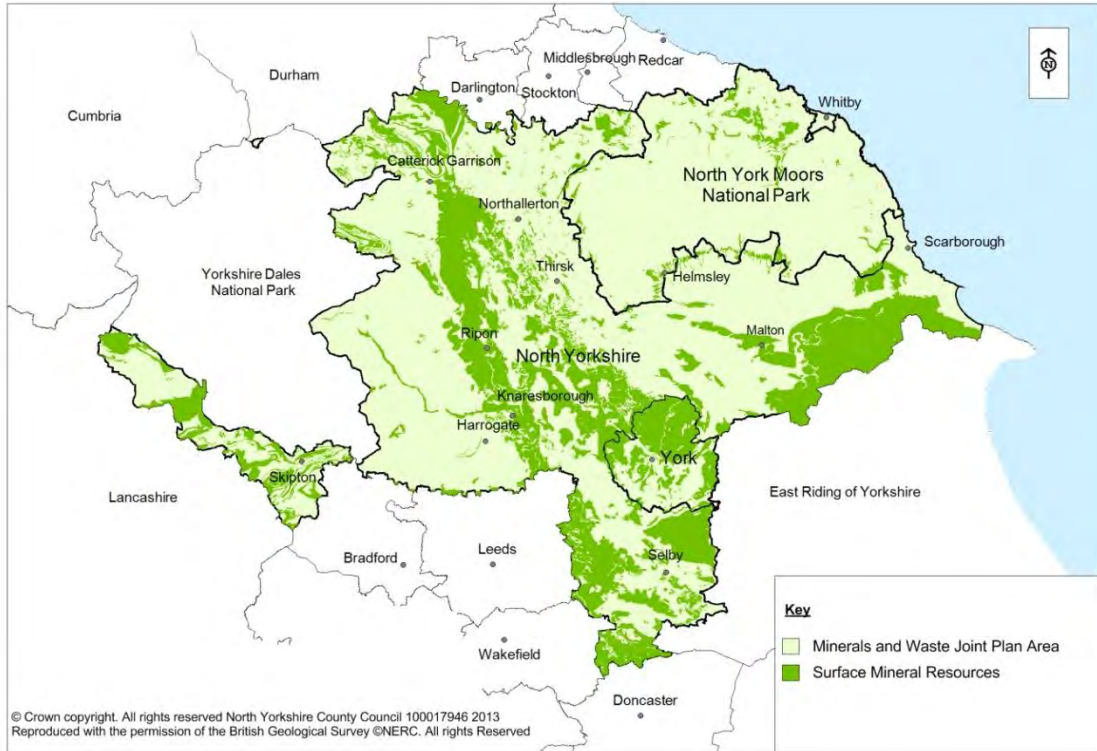 Middlesbrough
Redcar
Durham
Darlington
Stockton
N
Whitby
Cumbria
Catterick Garrison
North York Moors
National Park
Northallerton
Scarborough
Yorkshire Dales
National Park
Thirsk
Helmsley
Malton
Ripon
North Yorkshire
Knaresborough
Harrogate
York
Skipton
Lancashire
East Riding of Yorkshire
Bradford
Leeds
Selby
Wakefield
Doncaster
Key
Minerals and Waste Joint Plan Area
Surface Mineral Resources
© Crown copyright. All rights reserved North Yorkshire County Council 100017946 2013
Reproduced with the permission of the British Geological Survey ©NERC. All rights Reserved